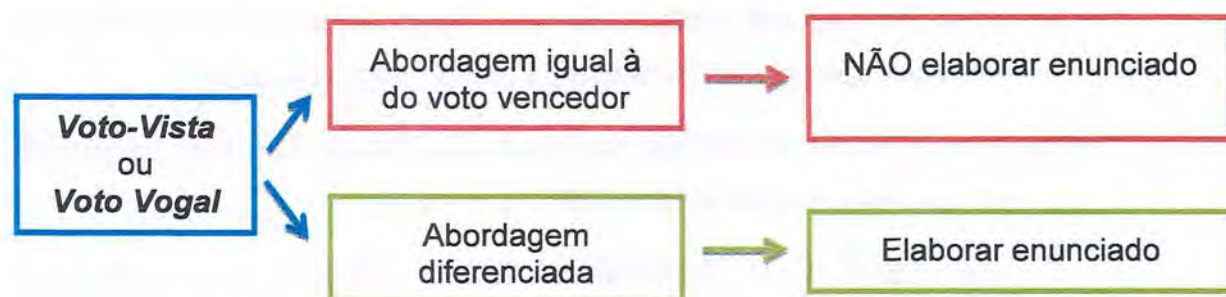 Voto-Vista
ou
Voto Vogal
Abordagem igual à
do voto vencedor
NÃO elaborar enunciado
Abordagem
diferenciada
Elaborar enunciado